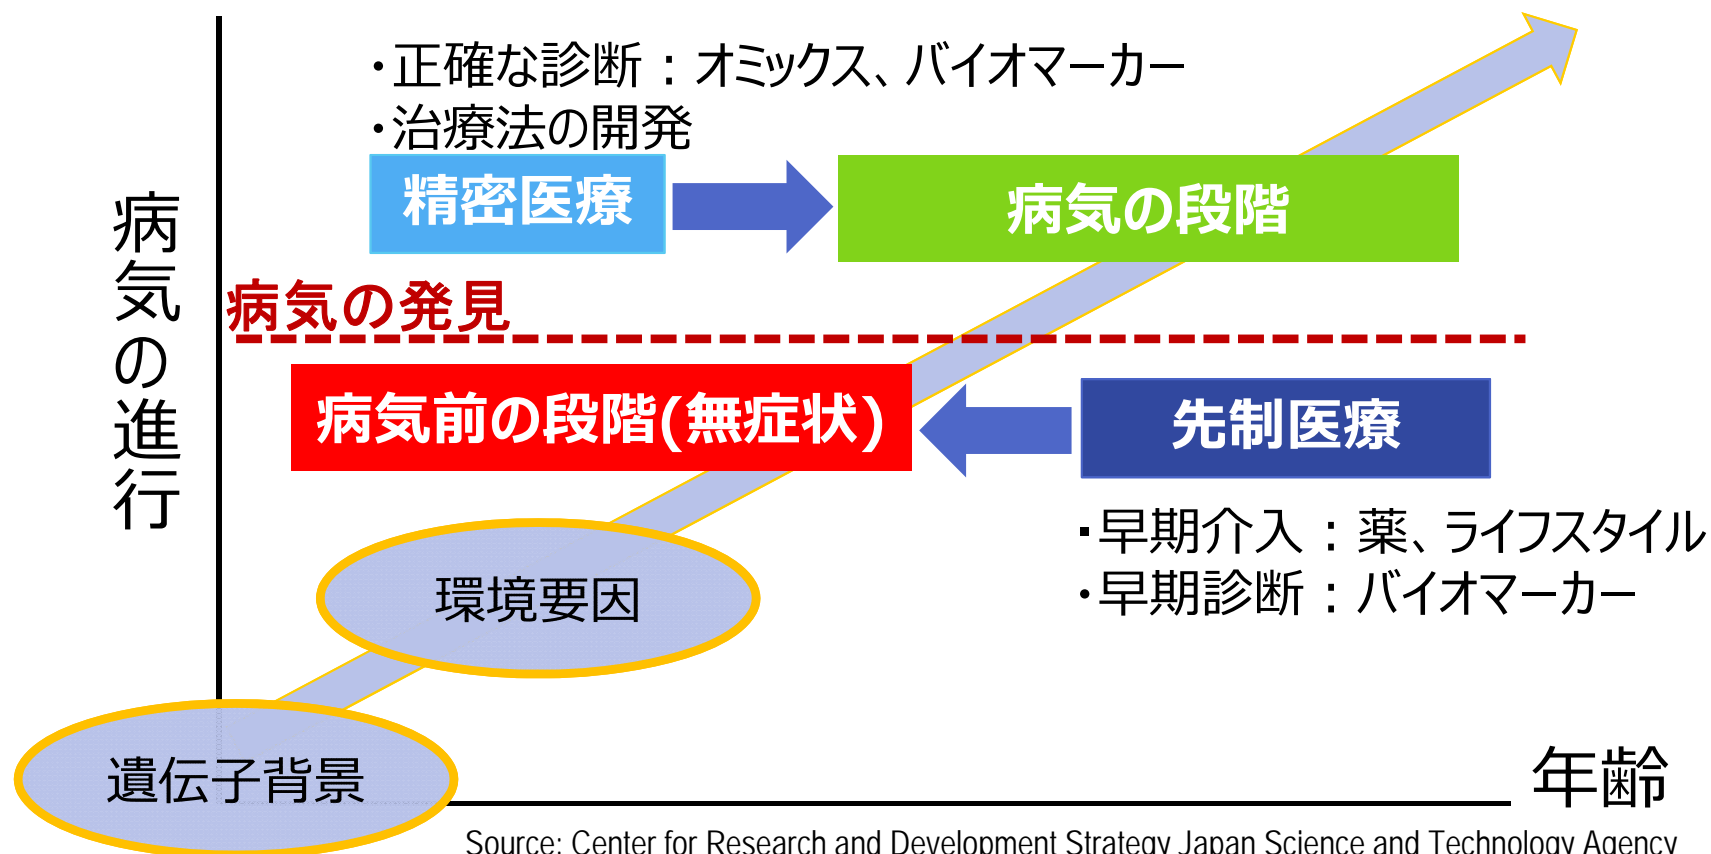 ・正確な診断：オミックス、バイオマーカー
・治療法の開発
精密医療
病気の段階
病気の進行
病気の発見
病気前の段階(無症状)
先制医療
・早期介入：薬、ライフスタイル
・早期診断：バイオマーカー
環境要因
遺伝子背景
年齢
Source: Center for Research and Development Strategy Japan Science and Technology Agency